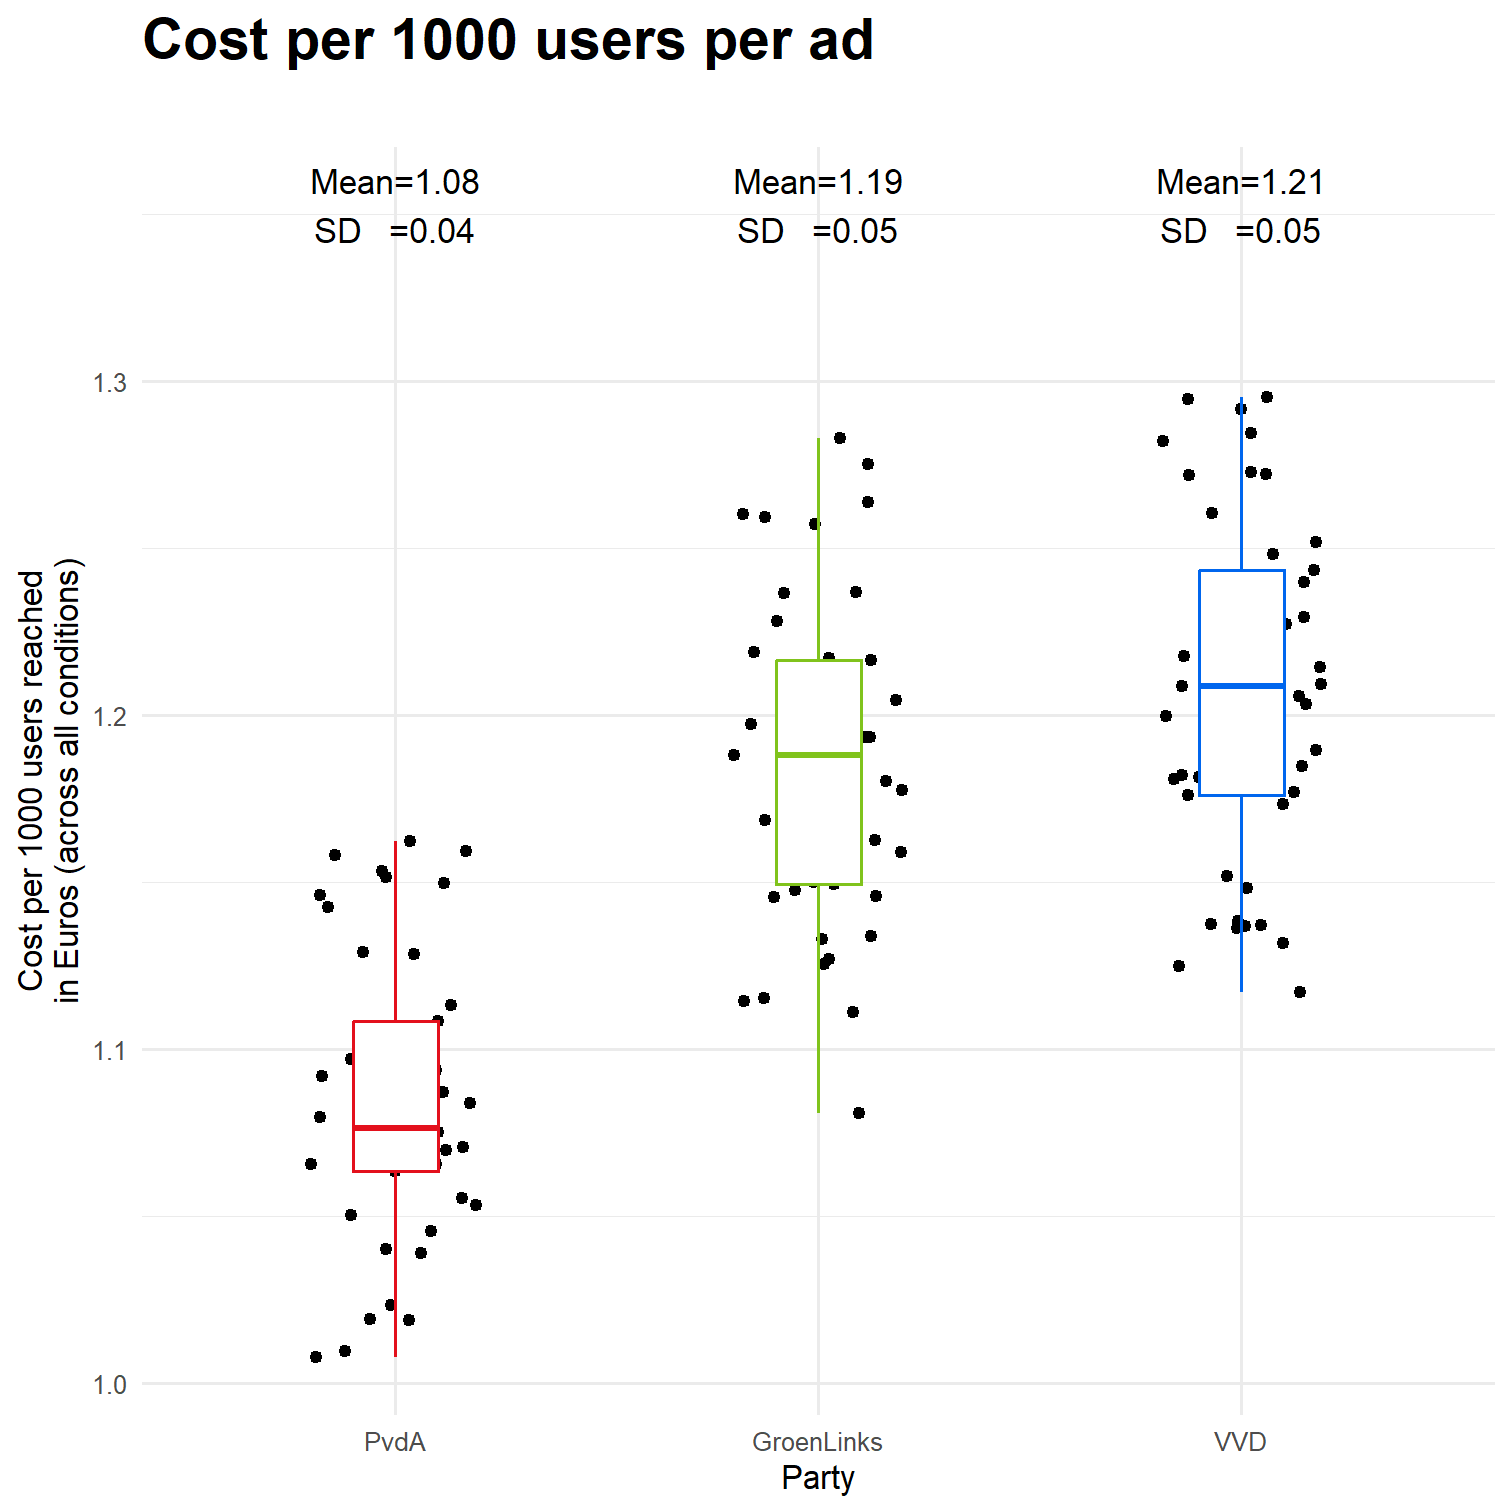 Cost per 1000 users per ad
Mean=1.08
SD   =0.04
Mean=1.19
SD   =0.05
Mean=1.21
SD   =0.05
Cost per 1000 users reached
in Euros (across all conditions)
1.3
1.2
1.1
1.0
PvdA
GroenLinks
VVD
Party